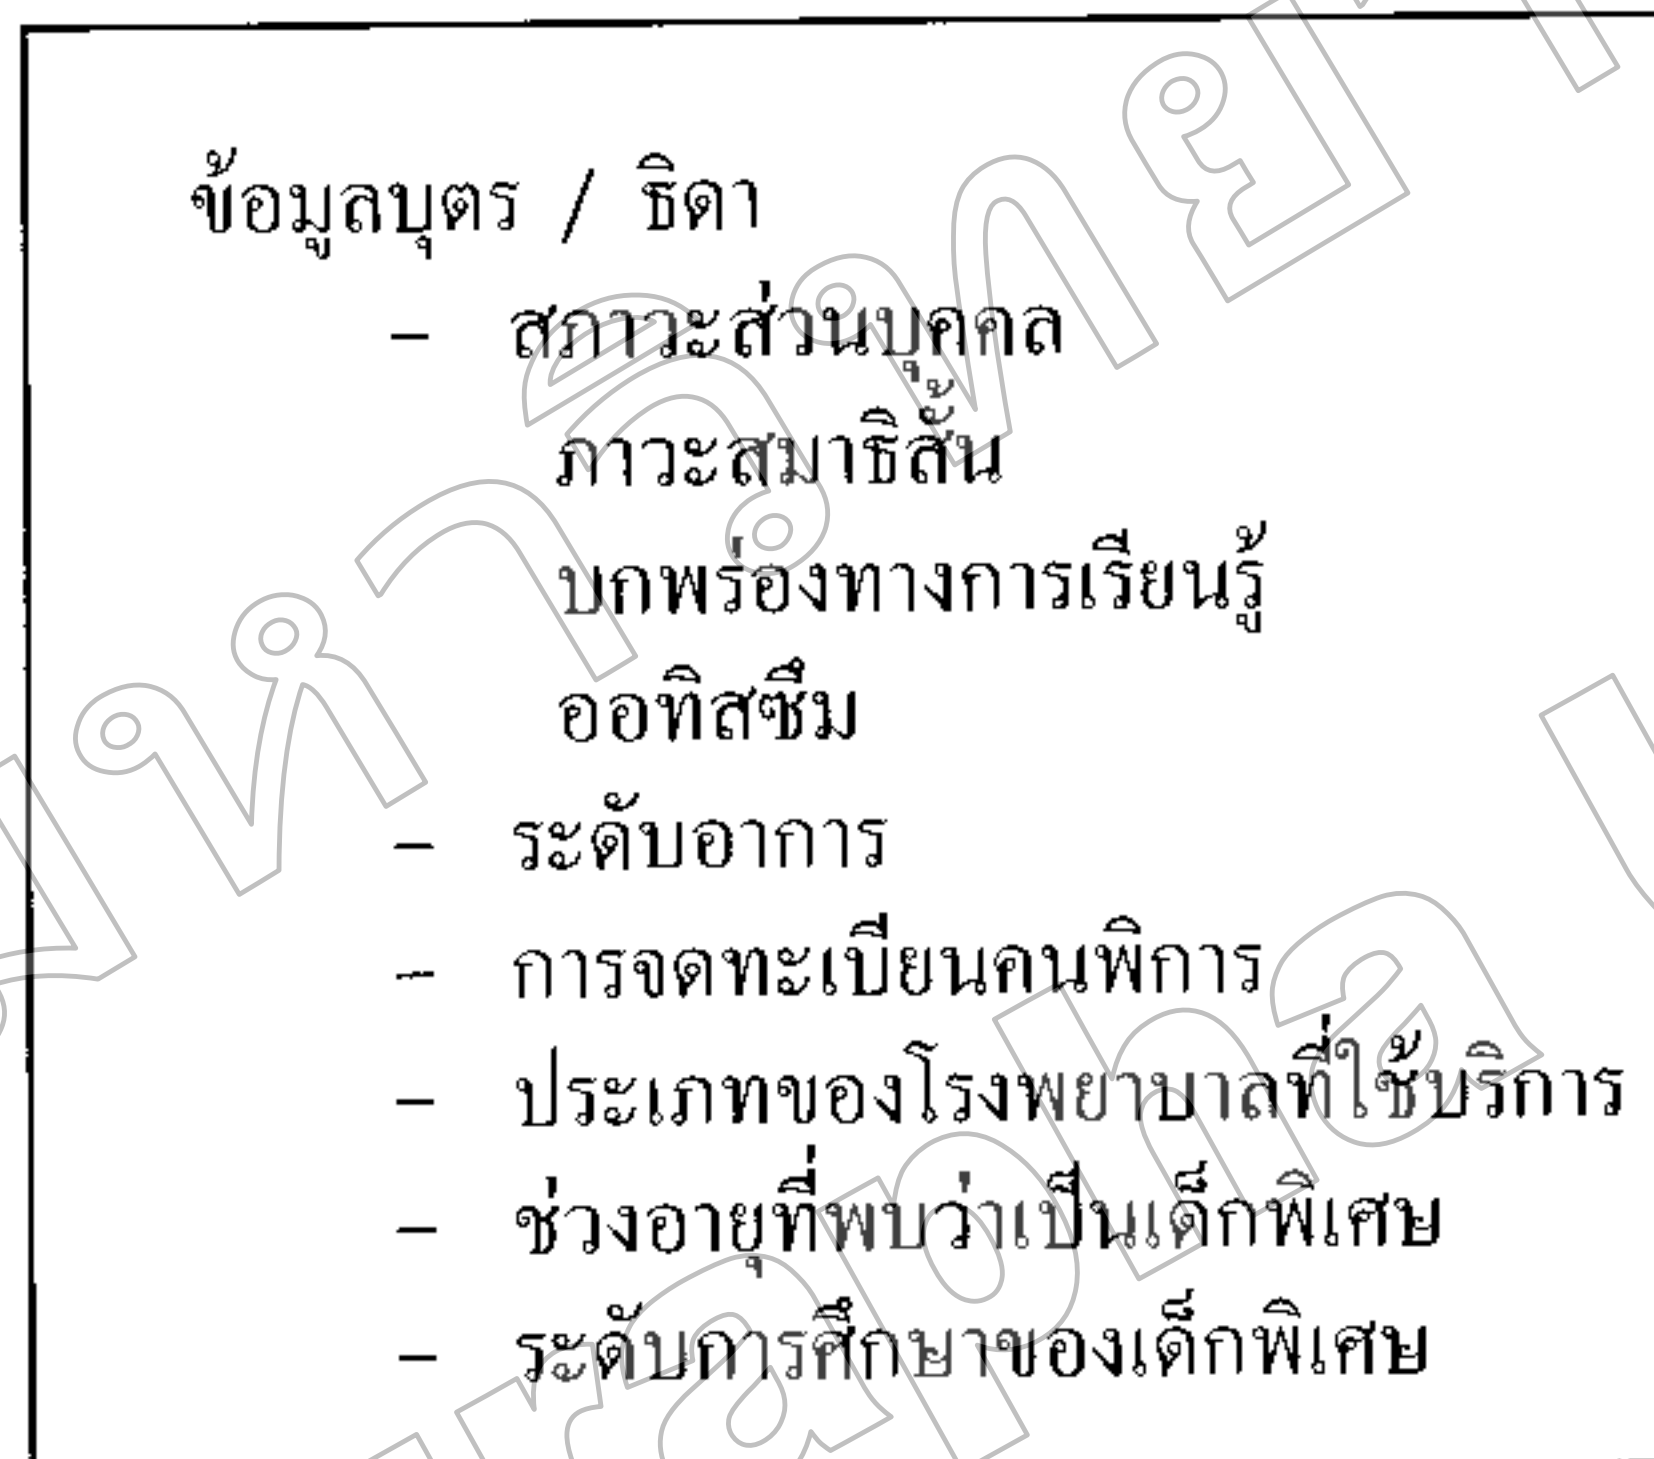 ข้อมูลบุตร / ธิดา
- สภาวะส่วนบุคคล
ภาวะสมาธิสั้น
บกพร่องทางการเรียนรู้
ออทิสซึม
- ระดับอาการ
- การจดทะเบียนคนพิการ
- ประเภทของโรงพยาบาลที่ใช้บริการ
- ช่วงอายุที่พบว่าเป็นเด็กพิเศษ
- ระดับการศึกษาของเด็กพิเศษ